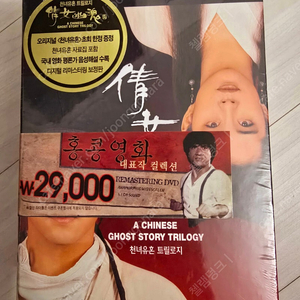 천녀유혼 트릴로지
倩女幽魂
A CHINESE
GHOST STORY TRILOGY
오리지널 <천녀유혼> 초회 한정 증정
천녀유혼 자료집 포함
국내 영화 평론가 음성해설 수록
디지털 리마스터링 보정판
倩女
홍콩영화
대표작 컬렉션
₩29,000
REMASTERING DVD
A CHINESE
GHOST STORY TRILOGY
천녀유혼 트릴로지